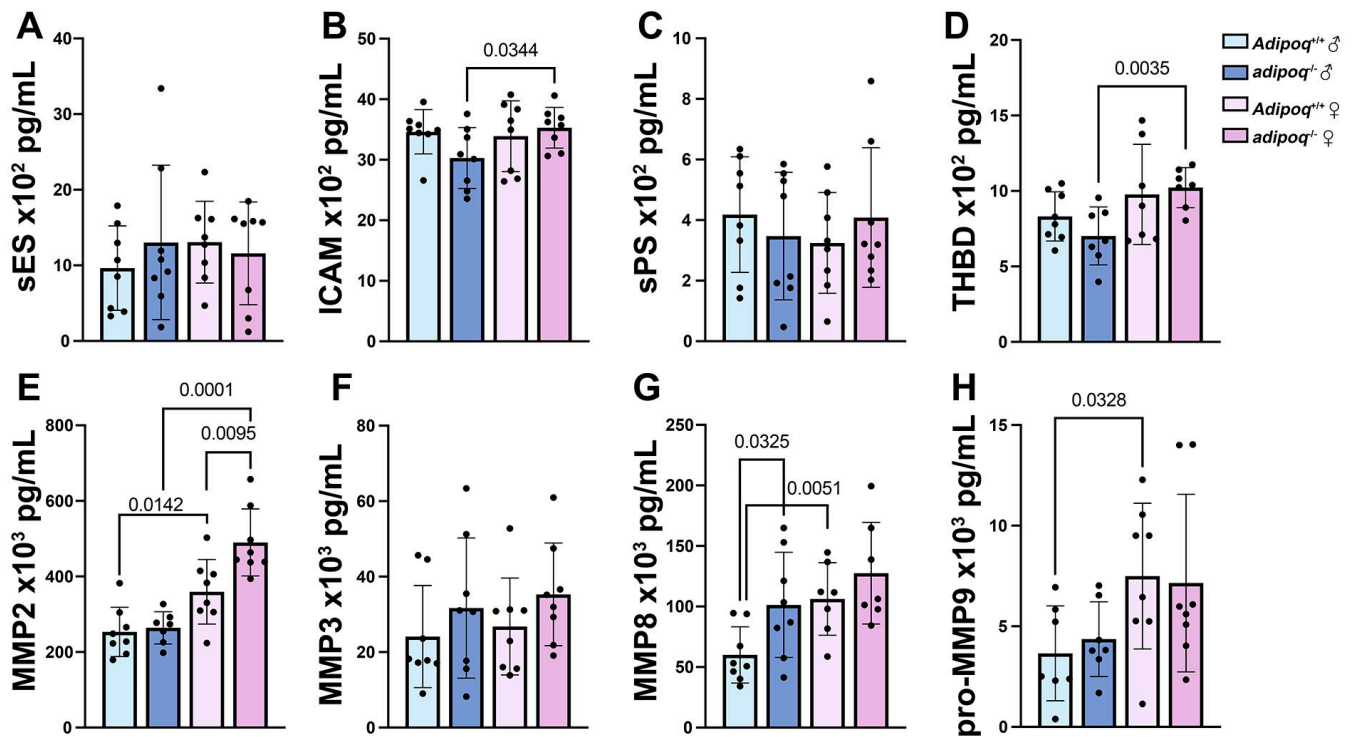 A
sES x10² pg/mL
40
30
20
10
0
B
ICAM x10² pg/mL
50
40
30
20
10
0
0.0344
C
sPS x10² pg/mL
10
8
6
4
2
0
D
THBD x10² pg/mL
20
15
10
5
0
0.0035
Adipoq⁺/⁺ ♂
adipoq⁻/⁻ ♂
Adipoq⁺/⁺ ♀
adipoq⁻/⁻ ♀
E
MMP2 x10³ pg/mL
800
600
400
200
0
0.0001
0.0095
0.0142
F
MMP3 x10³ pg/mL
80
60
40
20
0
G
MMP8 x10³ pg/mL
250
200
150
100
50
0
0.0325
0.0051
H
pro-MMP9 x10³ pg/mL
15
10
5
0
0.0328